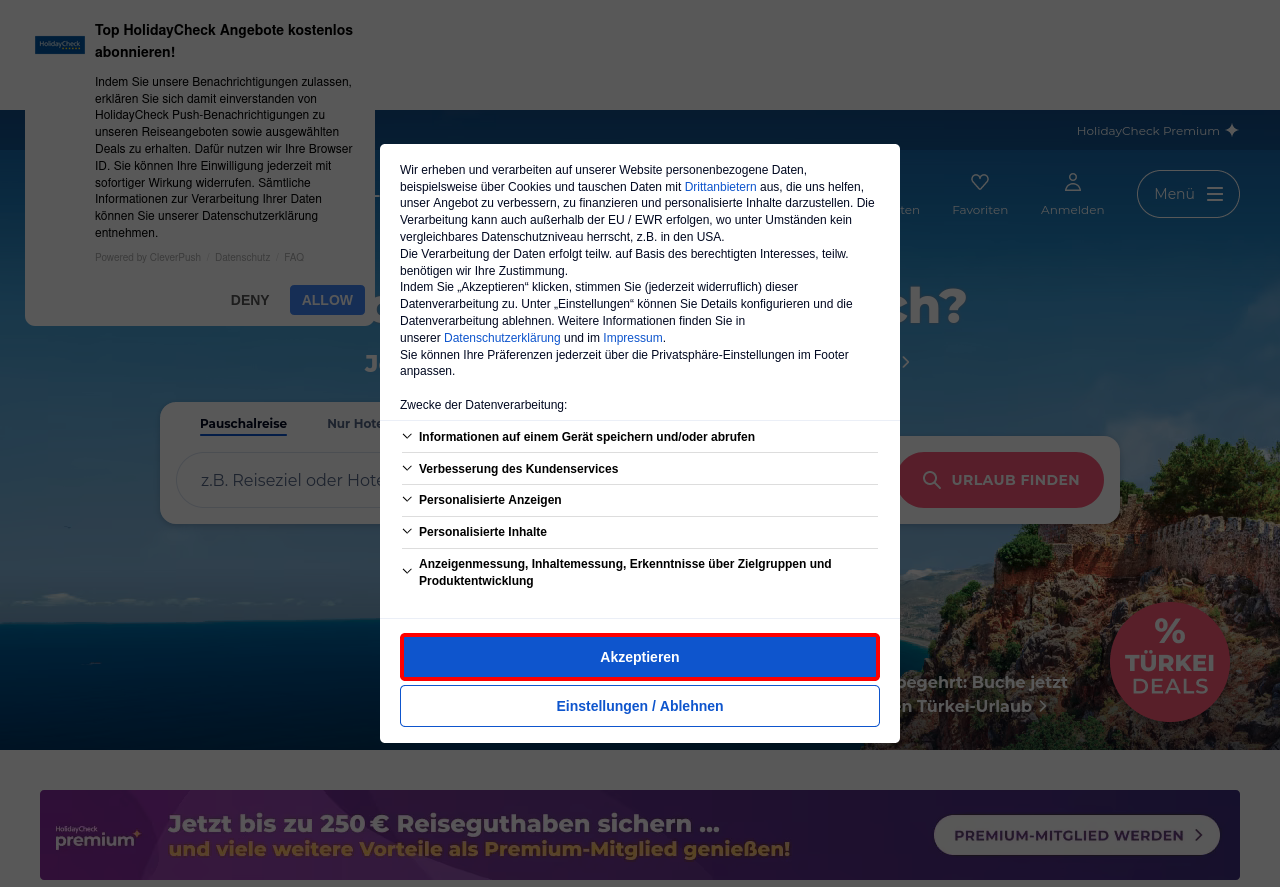 HolidayCheck
Top HolidayCheck Angebote kostenlos
abonnieren!
Indem Sie unsere Benachrichtigungen zulassen,
erklären Sie sich damit einverstanden von
HolidayCheck Push-Benachrichtigungen zu
unseren Reiseangeboten sowie ausgewählten
Deals zu erhalten. Dafür nutzen wir Ihre Browser
ID. Sie können Ihre Einwilligung jederzeit mit
sofortiger Wirkung widerrufen. Sämtliche
Informationen zur Verarbeitung Ihrer Daten
können Sie unserer Datenschutzerklärung
entnehmen.
Powered by CleverPush / Datenschutz / FAQ
DENY ALLOW
HolidayCheck Premium
Favoriten Anmelden Menü
ch?
Pauschalreise
z.B. Reiseziel oder
URLAUB FINDEN
Wir erheben und verarbeiten auf unserer Website personenbezogene Daten,
beispielsweise über Cookies und tauschen Daten mit Drittanbietern aus, die uns helfen,
unser Angebot zu verbessern, zu finanzieren und personalisierte Inhalte darzustellen. Die
Verarbeitung kann auch außerhalb der EU / EWR erfolgen, wo unter Umständen kein
vergleichbares Datenschutzniveau herrscht, z.B. in den USA.
Die Verarbeitung der Daten erfolgt teilw. auf Basis des berechtigten Interesses, teilw.
benötigen wir Ihre Zustimmung.
Indem Sie „Akzeptieren“ klicken, stimmen Sie (jederzeit widerruflich) dieser
Datenverarbeitung zu. Unter „Einstellungen“ können Sie Details konfigurieren und die
Datenverarbeitung ablehnen. Weitere Informationen finden Sie in
unserer Datenschutzerklärung und im Impressum.
Sie können Ihre Präferenzen jederzeit über die Privatsphäre-Einstellungen im Footer
anpassen.
Zwecke der Datenverarbeitung:
Informationen auf einem Gerät speichern und/oder abrufen
Verbesserung des Kundenservices
Personalisierte Anzeigen
Personalisierte Inhalte
Anzeigenmessung, Inhaltemessung, Erkenntnisse über Zielgruppen und
Produktentwicklung
Akzeptieren
Einstellungen / Ablehnen
begehrt: Buche jetzt
en Türkei-Urlaub
%
TÜRKEI
DEALS
HolidayCheck
premium
Jetzt bis zu 250 € Reiseguthaben sichern ...
und viele weitere Vorteile als Premium-Mitglied genießen!
PREMIUM-MITGLIED WERDEN